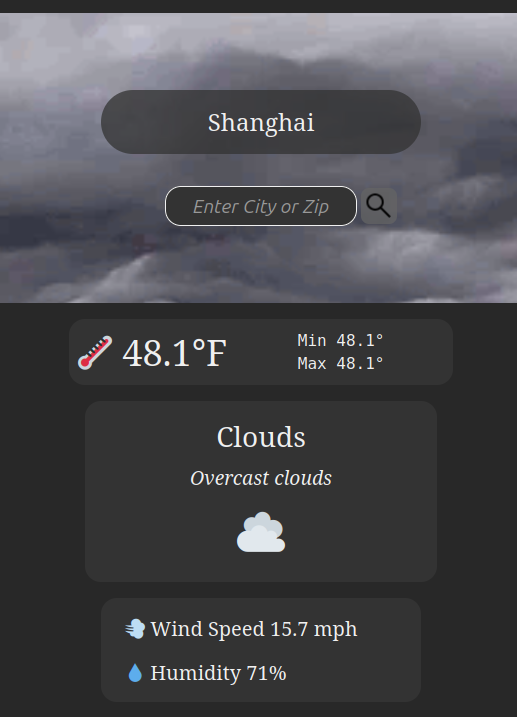 Shanghai
Enter City or Zip
48.1°F
Min 48.1°
Max 48.1°
Clouds
Overcast clouds
Wind Speed 15.7 mph
Humidity 71%